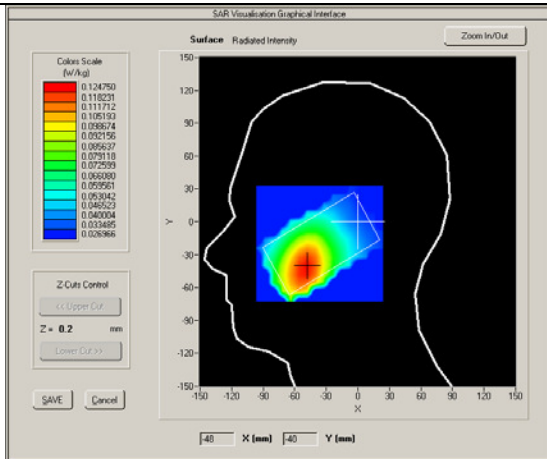 SAR Visualisation Graphical Interface
Surface Radiated Intensity
Zoom In/Out
Colors Scale
(W/kg)
0.124750
0.118231
0.111712
0.105193
0.098674
0.092156
0.085637
0.079118
0.072599
0.066080
0.059561
0.053042
0.046523
0.040004
0.033485
0.026966
Z-Cuts Control
<< Upper Cut
Z = 0.2 mm
Lower Cut >>
SAVE Cancel
150
120
90
60
30
0
-30
-60
-90
-120
-150
Y
-150 -120 -90 -60 -30 0 30 60 90 120 150
X
-48 X (mm) -40 Y (mm)